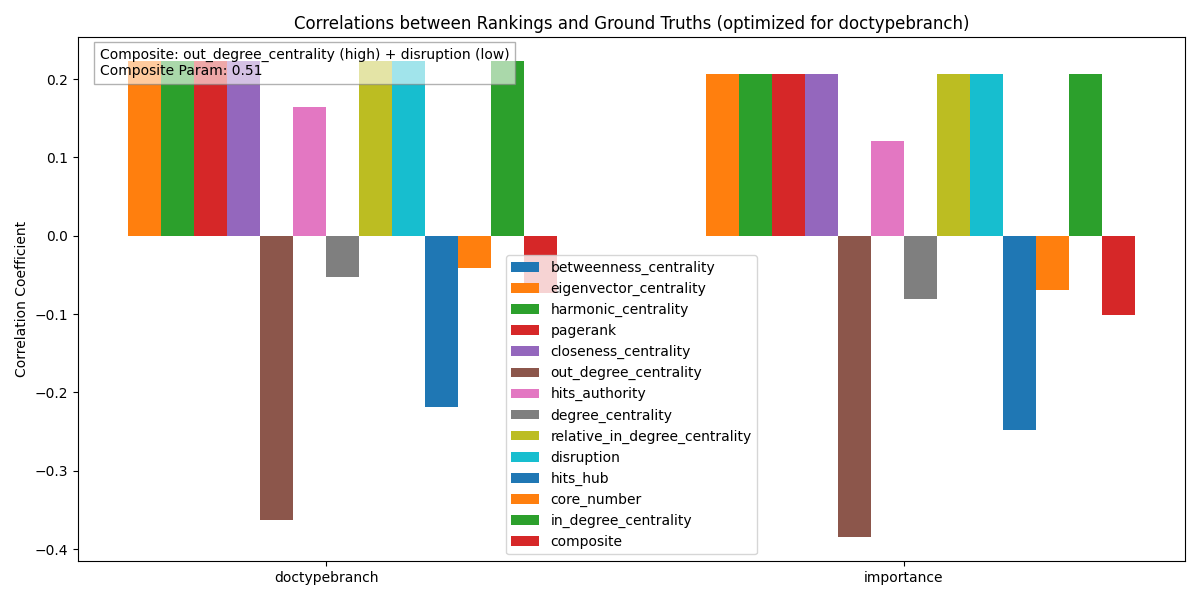 Correlations between Rankings and Ground Truths (optimized for doctypebranch)
Composite: out_degree_centrality (high) + disruption (low)
Composite Param: 0.51
Correlation Coefficient
0.2
0.1
0.0
−0.1
−0.2
−0.3
−0.4
betweenness_centrality
eigenvector_centrality
harmonic_centrality
pagerank
closeness_centrality
out_degree_centrality
hits_authority
degree_centrality
relative_in_degree_centrality
disruption
hits_hub
core_number
in_degree_centrality
composite
doctypebranch
importance